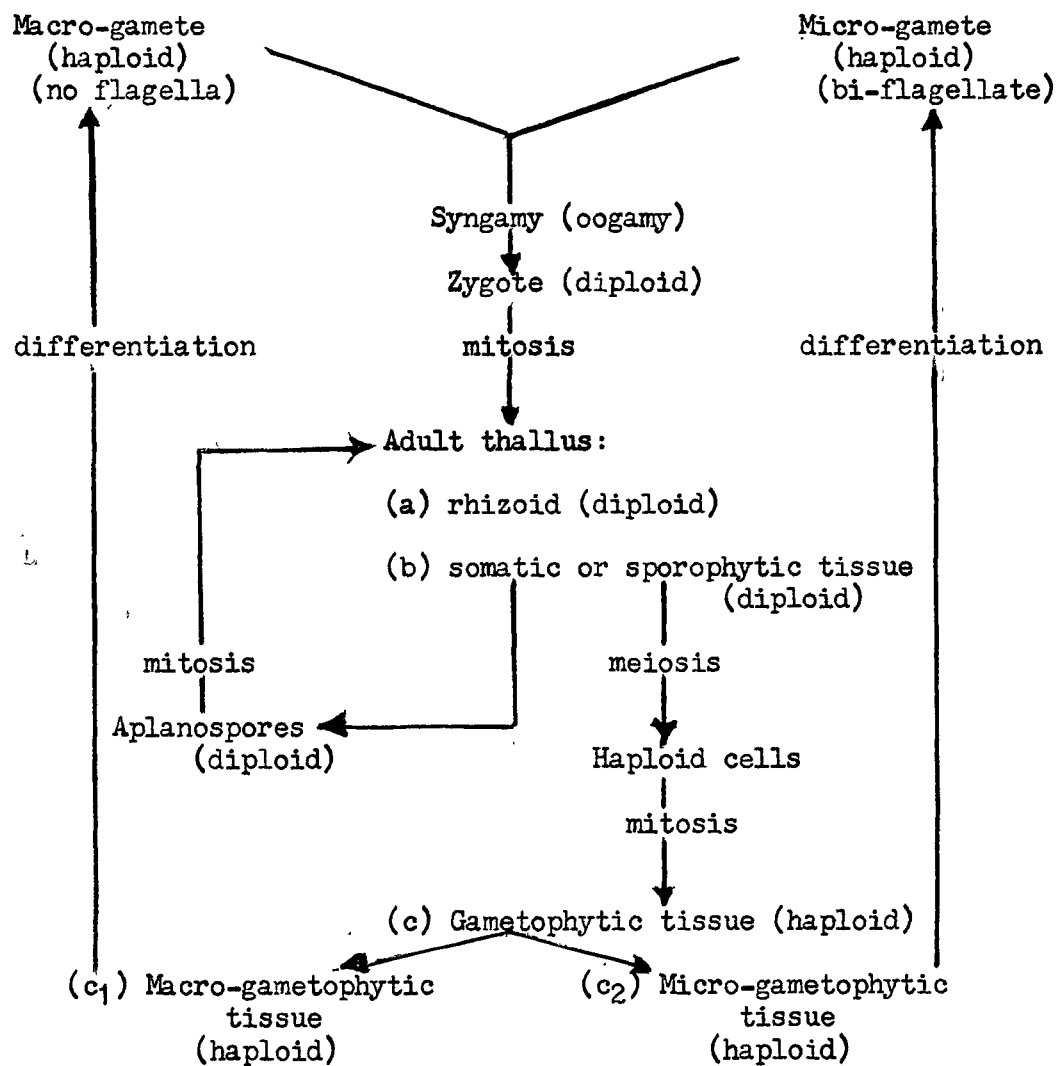 Macro-gamete
(haploid)
(no flagella)
Micro-gamete
(haploid)
(bi-flagellate)
Syngamy (oogamy)
Zygote (diploid)
differentiation
mitosis
differentiation
Adult thallus:
(a) rhizoid (diploid)
(b) somatic or sporophytic tissue
(diploid)
mitosis
meiosis
Aplanospores
(diploid)
Haploid cells
mitosis
(c) Gametophytic tissue (haploid)
(c1) Macro-gametophytic
tissue
(haploid)
(c2) Micro-gametophytic
tissue
(haploid)